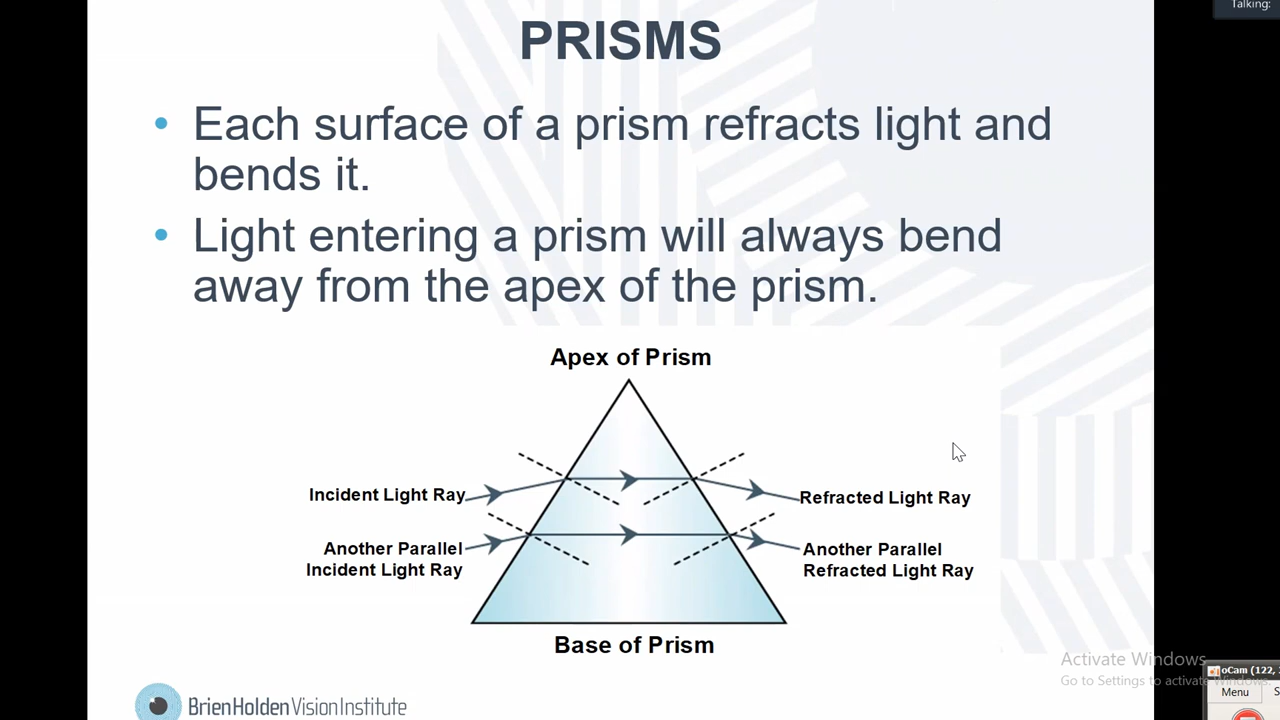 Talking:
PRISMS
• Each surface of a prism refracts light and
bends it.
• Light entering a prism will always bend
away from the apex of the prism.
Apex of Prism
Incident Light Ray
Refracted Light Ray
Another Parallel
Incident Light Ray
Another Parallel
Refracted Light Ray
Base of Prism
Activate Windows
Go to Settings to activate Windows.
oCam (122,
Menu
S
Brien Holden Vision Institute